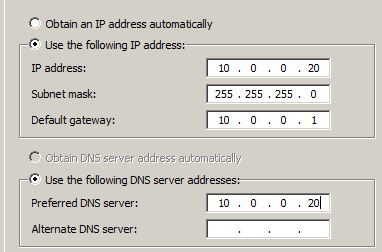 Obtain an IP address automatically
Use the following IP address:
IP address: 10 . 0 . 0 . 20
Subnet mask: 255 . 255 . 255 . 0
Default gateway: 10 . 0 . 0 . 1
Obtain DNS server address automatically
Use the following DNS server addresses:
Preferred DNS server: 10 . 0 . 0 . 20
Alternate DNS server: . . .